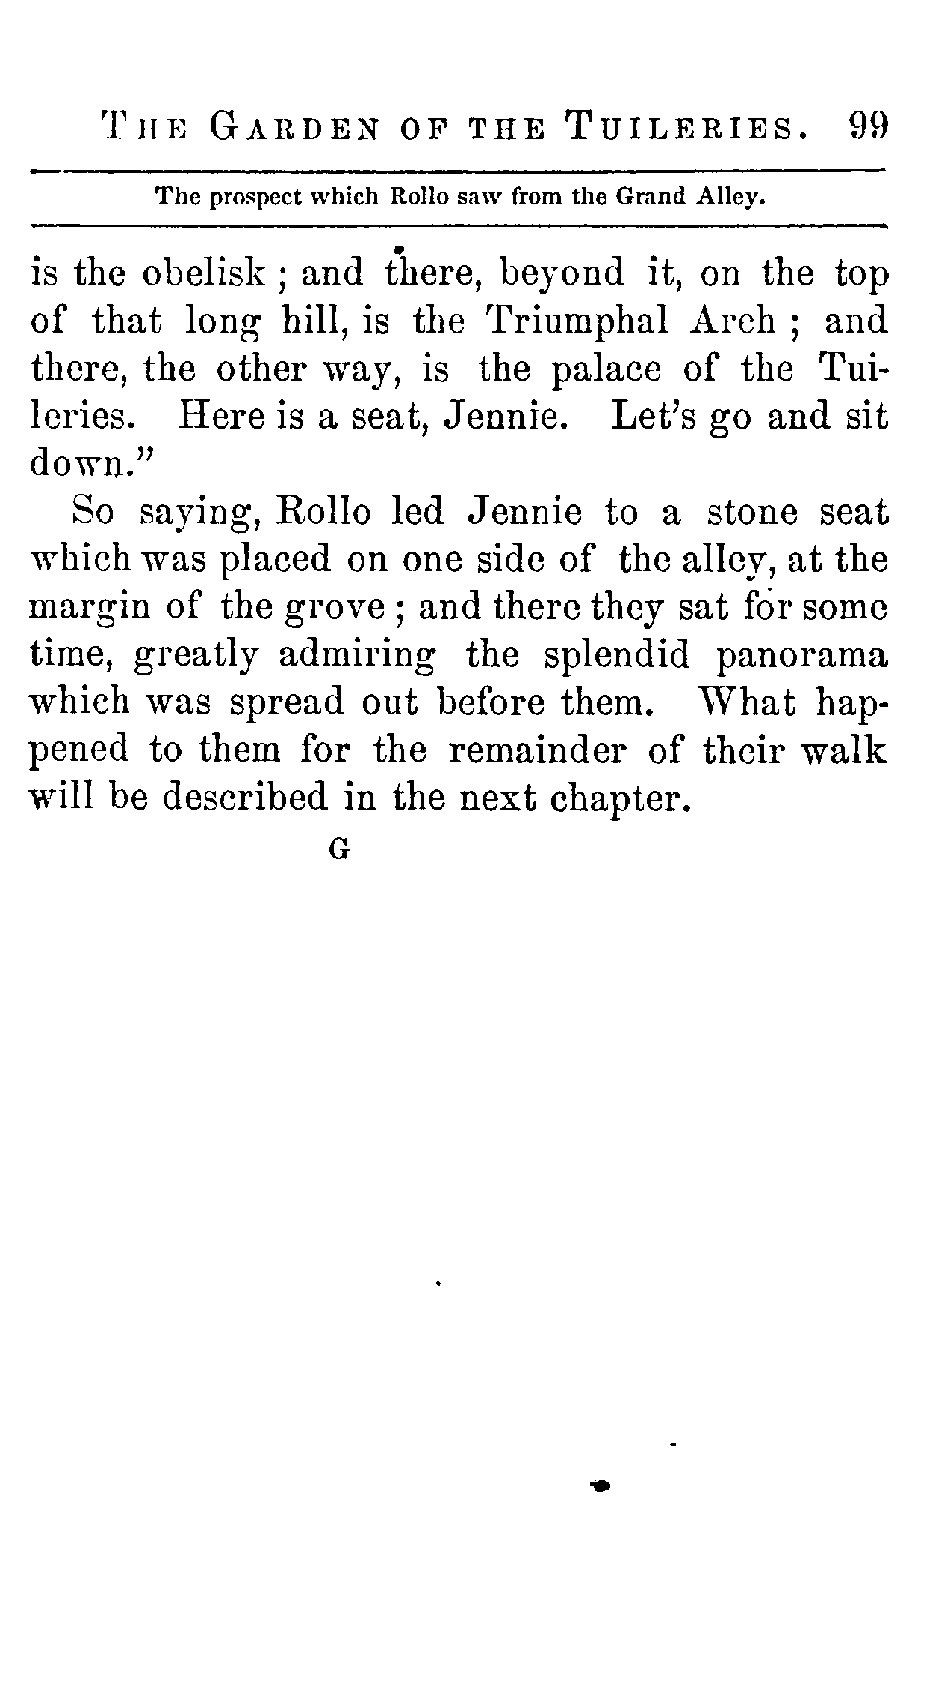 THE GARDEN OF THE TUILERIES. 99
The prospect which Rollo saw from the Grand Alley.
is the obelisk ; and there, beyond it, on the top
of that long hill, is the Triumphal Arch ; and
there, the other way, is the palace of the Tui-
leries. Here is a seat, Jennie. Let's go and sit
down."
So saying, Rollo led Jennie to a stone seat
which was placed on one side of the alley, at the
margin of the grove ; and there they sat for some
time, greatly admiring the splendid panorama
which was spread out before them. What hap-
pened to them for the remainder of their walk
will be described in the next chapter.
G